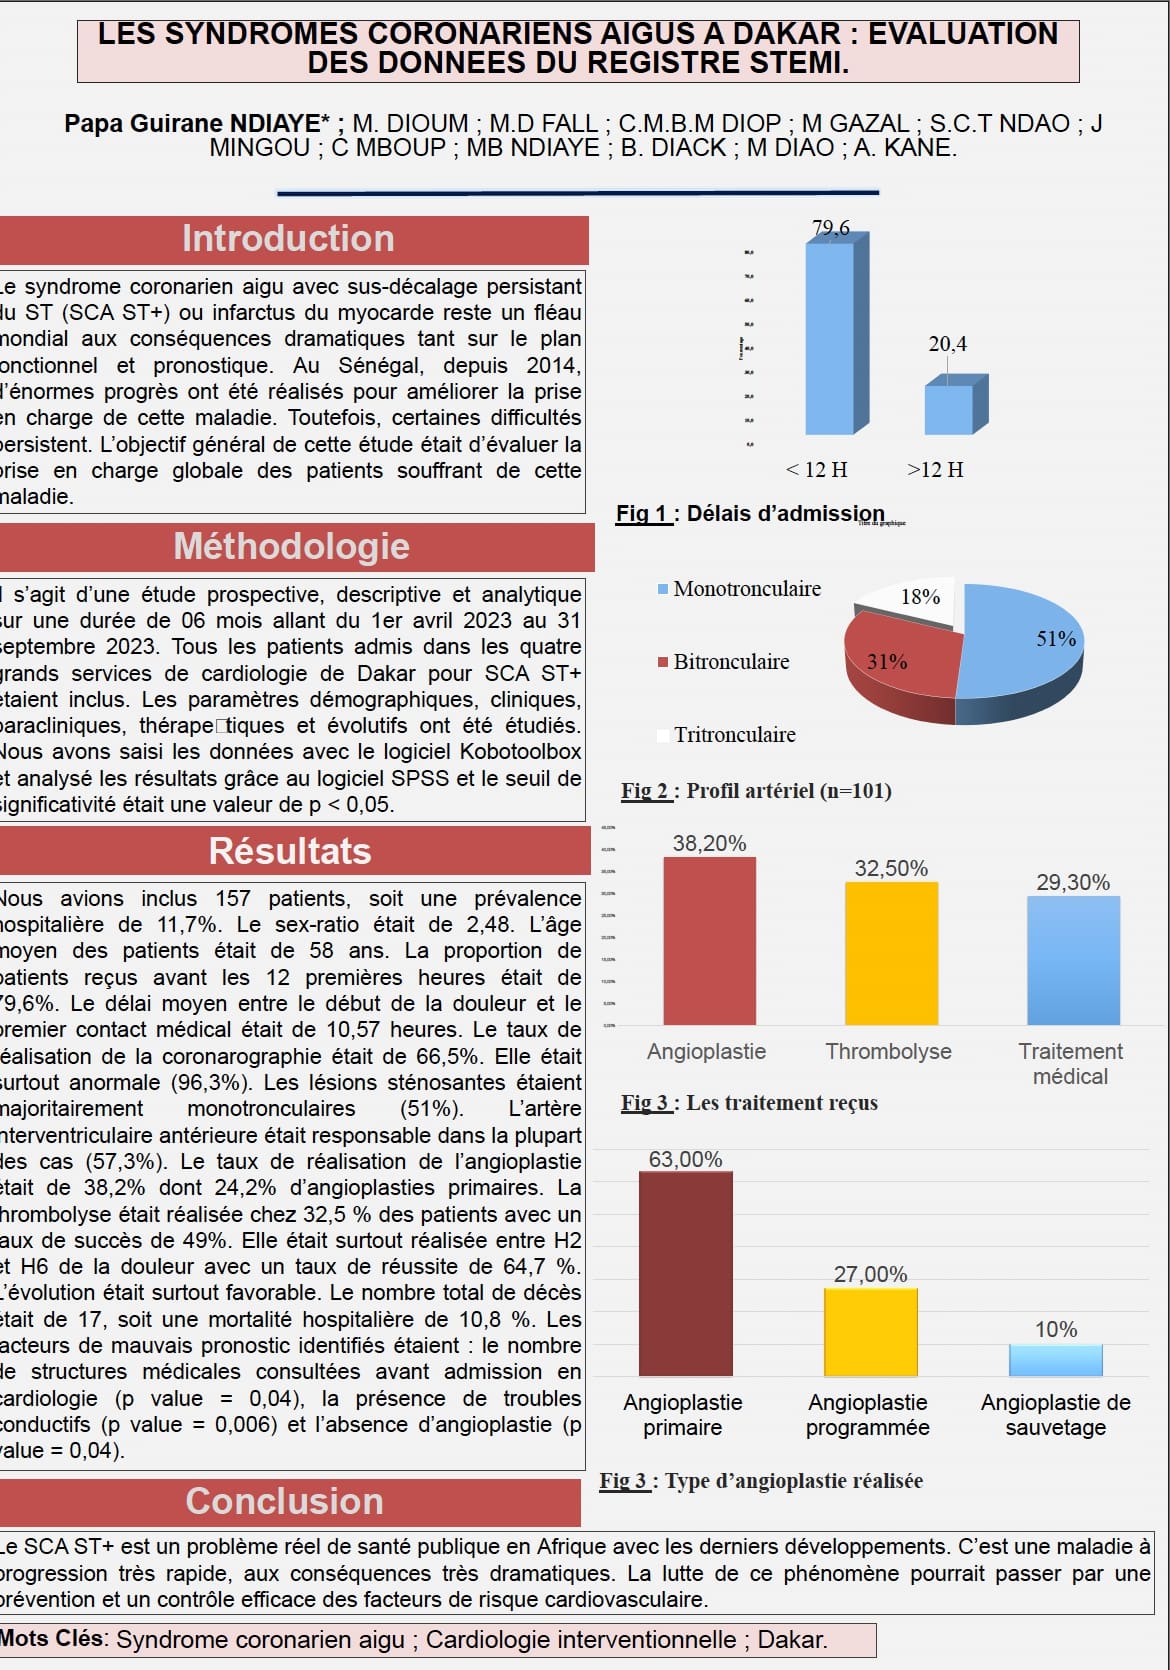 LES SYNDROMES CORONARIENS AIGUS A DAKAR : EVALUATION
DES DONNEES DU REGISTRE STEMI.
Papa Guirane NDIAYE* ; M. DIOUM ; M.D FALL ; C.M.B.M DIOP ; M GAZAL ; S.C.T NDAO ; J
MINGOU ; C MBOUP ; MB NDIAYE ; B. DIACK ; M DIAO ; A. KANE.
Introduction
Le syndrome coronarien aigu avec sus-décalage persistant
du ST (SCA ST+) ou infarctus du myocarde reste un fléau
mondial aux conséquences dramatiques tant sur le plan
fonctionnel et pronostique. Au Sénégal, depuis 2014,
d'énormes progrès ont été réalisés pour améliorer la prise
en charge de cette maladie. Toutefois, certaines difficultés
persistent. L'objectif général de cette étude était d'évaluer la
prise en charge globale des patients souffrant de cette
maladie.
Méthodologie
Il s'agit d'une étude prospective, descriptive et analytique
sur une durée de 06 mois allant du 1er avril 2023 au 31
septembre 2023. Tous les patients admis dans les quatre
grands services de cardiologie de Dakar pour SCA ST+
étaient inclus. Les paramètres démographiques, cliniques,
paracliniques, thérape□tiques et évolutifs ont été étudiés.
Nous avons saisi les données avec le logiciel Kobotoolbox
et analysé les résultats grâce au logiciel SPSS et le seuil de
significativité était une valeur de p < 0,05.
Résultats
Nous avions inclus 157 patients, soit une prévalence
hospitalière de 11,7%. Le sex-ratio était de 2,48. L'âge
moyen des patients était de 58 ans. La proportion de
patients reçus avant les 12 premières heures était de
79,6%. Le délai moyen entre le début de la douleur et le
premier contact médical était de 10,57 heures. Le taux de
réalisation de la coronarographie était de 66,5%. Elle était
surtout anormale (96,3%). Les lésions sténosantes étaient
majoritairement monotronculaires (51%). L'artère
interventriculaire antérieure était responsable dans la plupart
des cas (57,3%). Le taux de réalisation de l'angioplastie
était de 38,2% dont 24,2% d'angioplasties primaires. La
thrombolyse était réalisée chez 32,5 % des patients avec un
taux de succès de 49%. Elle était surtout réalisée entre H2
et H6 de la douleur avec un taux de réussite de 64,7 %.
L'évolution était surtout favorable. Le nombre total de décès
était de 17, soit une mortalité hospitalière de 10,8 %. Les
facteurs de mauvais pronostic identifiés étaient : le nombre
de structures médicales consultées avant admission en
cardiologie (p value = 0,04), la présence de troubles
conductifs (p value = 0,006) et l'absence d'angioplastie (p
value = 0,04).
79,6
20,4
< 12 H
>12 H
Fig 1 : Délais d'admission
Titre du graphique
Monotronculaire
Bitronculaire
Tritronculaire
18%
51%
31%
Fig 2 : Profil artériel (n=101)
38,20%
32,50%
29,30%
Angioplastie
Thrombolyse
Traitement
médical
Fig 3 : Les traitement reçus
63,00%
27,00%
10%
Angioplastie
primaire
Angioplastie
programmée
Angioplastie de
sauvetage
Fig 3 : Type d'angioplastie réalisée
Conclusion
Le SCA ST+ est un problème réel de santé publique en Afrique avec les derniers développements. C'est une maladie à
progression très rapide, aux conséquences très dramatiques. La lutte de ce phénomène pourrait passer par une
prévention et un contrôle efficace des facteurs de risque cardiovasculaire.
Mots Clés: Syndrome coronarien aigu ; Cardiologie interventionnelle ; Dakar.